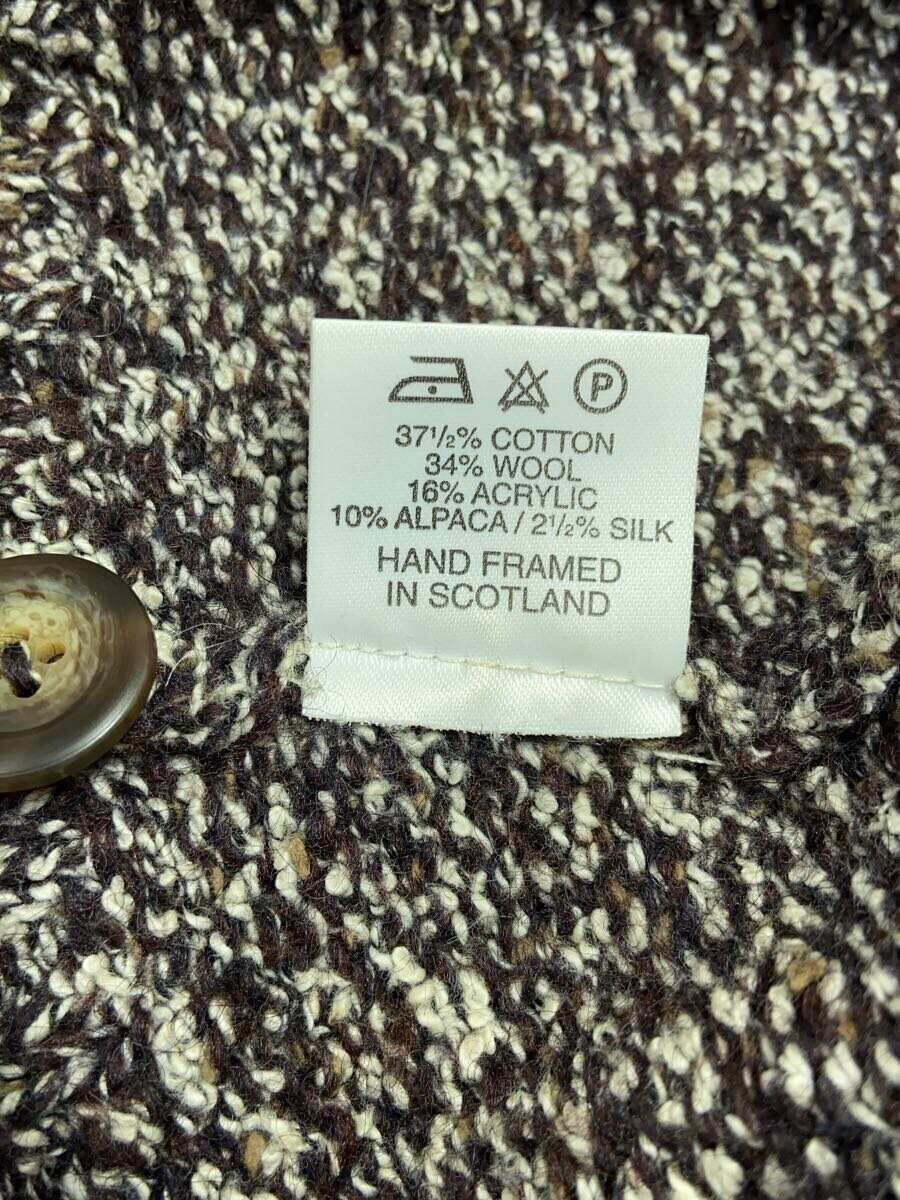 P
37½% COTTON
34% WOOL
16% ACRYLIC
10% ALPACA / 2½% SILK
HAND FRAMED
IN SCOTLAND